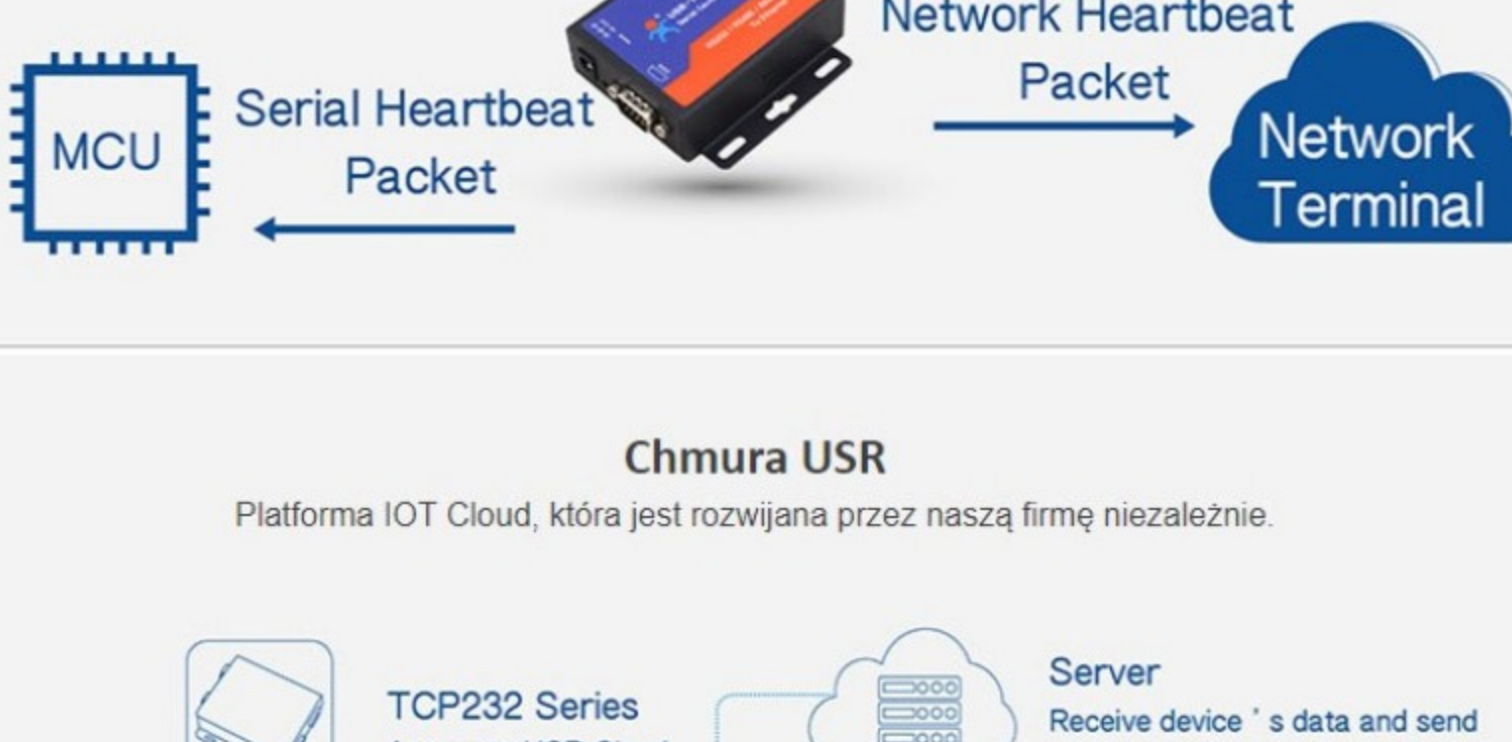 Network Heartbeat
Packet
MCU
Serial Heartbeat
Packet
Network
Terminal
Chmura USR
Platforma IOT Cloud, która jest rozwijana przez naszą firmę niezależnie.
TCP232 Series
Server
Receive device ' s data and send